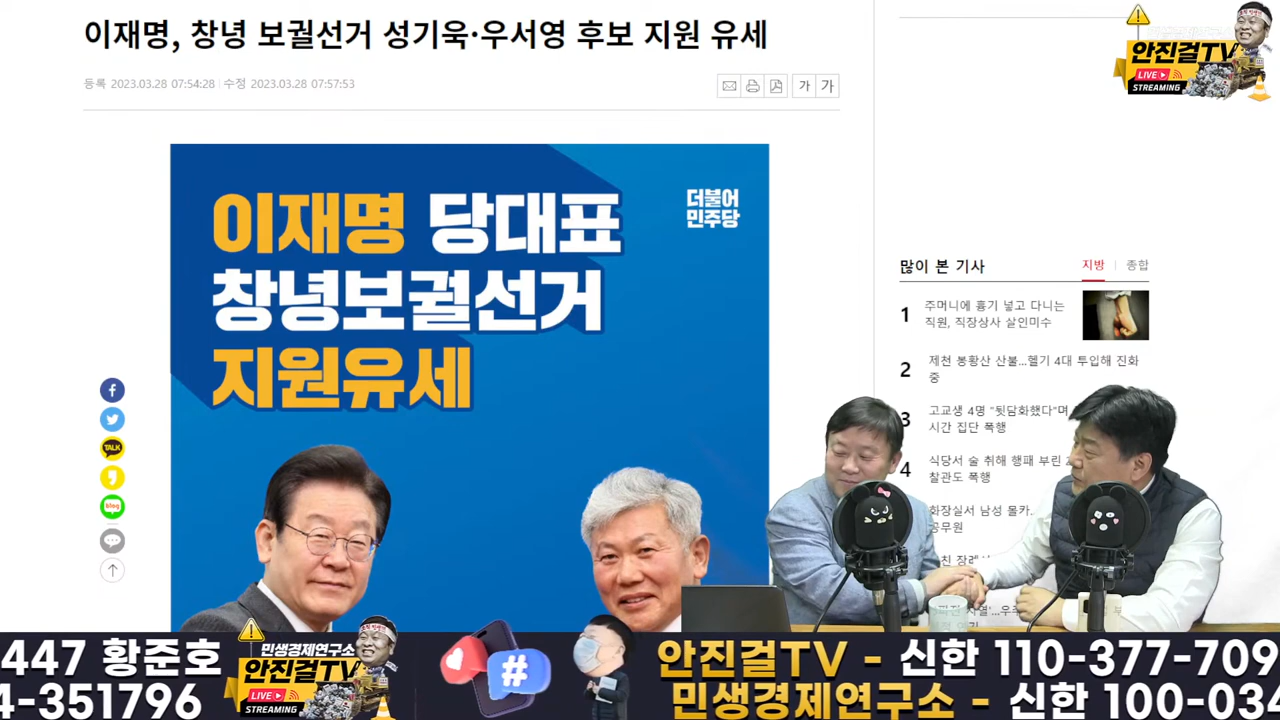 이재명, 창녕 보궐선거 성기욱·우서영 후보 지원 유세
등록 2023.03.28 07:54:28 수정 2023.03.28 07:57:53
가 가
이재명 당대표
창녕보궐선거
지원유세
더불어
민주당
TALK
blog
안진걸TV
LIVE
STREAMING
많이 본 기사 지방 종합
1 주머니에 흉기 넣고 다니는
직원, 직장상사 살인미수
2 제천 봉황산 산불...헬기 4대 투입해 진화
중
3 고교생 4명 "뒷담화했다"며
시간 집단 폭행
4 식당서 술 취해 행패 부린
찰관도 폭행
화장실서 남성 몰카.
공무원
447 황준호
4-351796
민생경제연구소
안진걸TV
LIVE
STREAMING
#
안진걸TV - 신한 110-377-709
민생경제연구소 - 신한 100-034